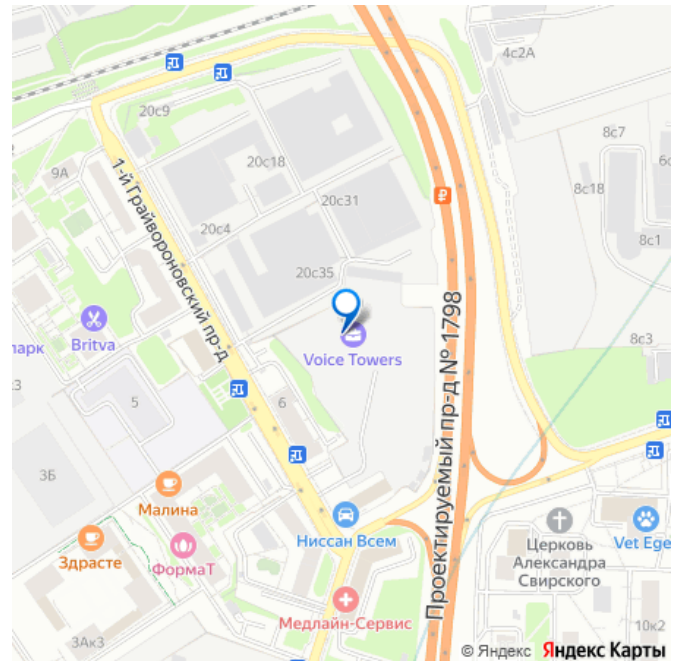 4с2А
20с9
8с7
9А
20с18
8с18
20с31
20с4
8с1
1-й Грайвороновский пр-д
20с35
Проектируемый пр-д № 1798
парк
Britva
Voice Towers
8с3
5
6
3Б
Малина
Ниссан Всем
Здрасте
ФормаТ
Церковь
Александра
Свирского
Vet Ege
Медлайн-Сервис
10к2
3Ак3
© Яндекс Яндекс Карты